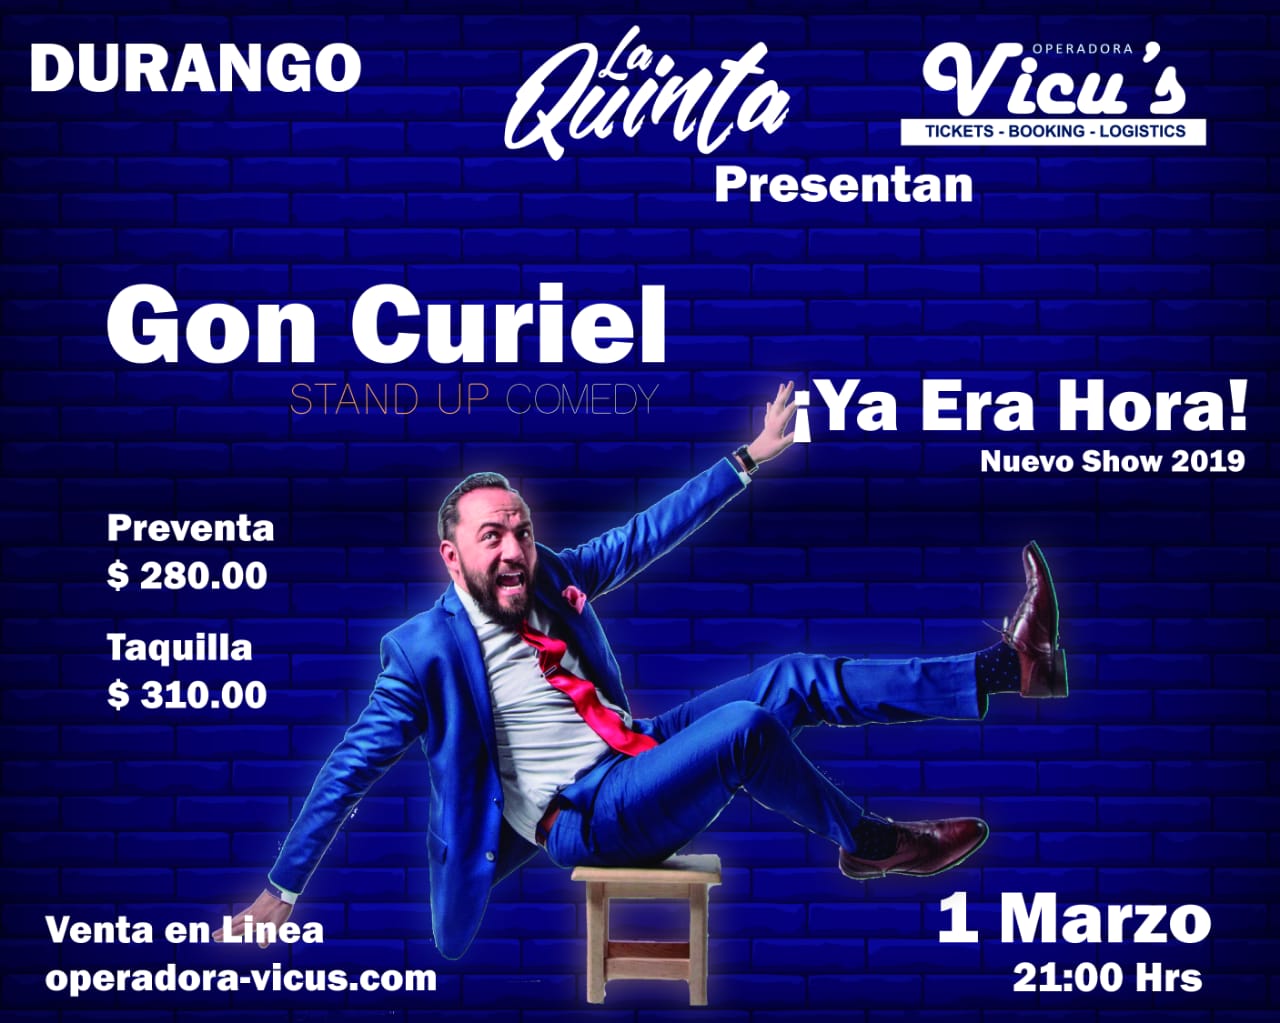 DURANGO
La
Quinta
OPERADORA
Vicu's
TICKETS - BOOKING - LOGISTICS
Presentan
Gon Curiel
STAND UP COMEDY
¡Ya Era Hora!
Nuevo Show 2019
Preventa
$ 280.00
Taquilla
$ 310.00
Venta en Linea
operadora-vicus.com
1 Marzo
21:00 Hrs